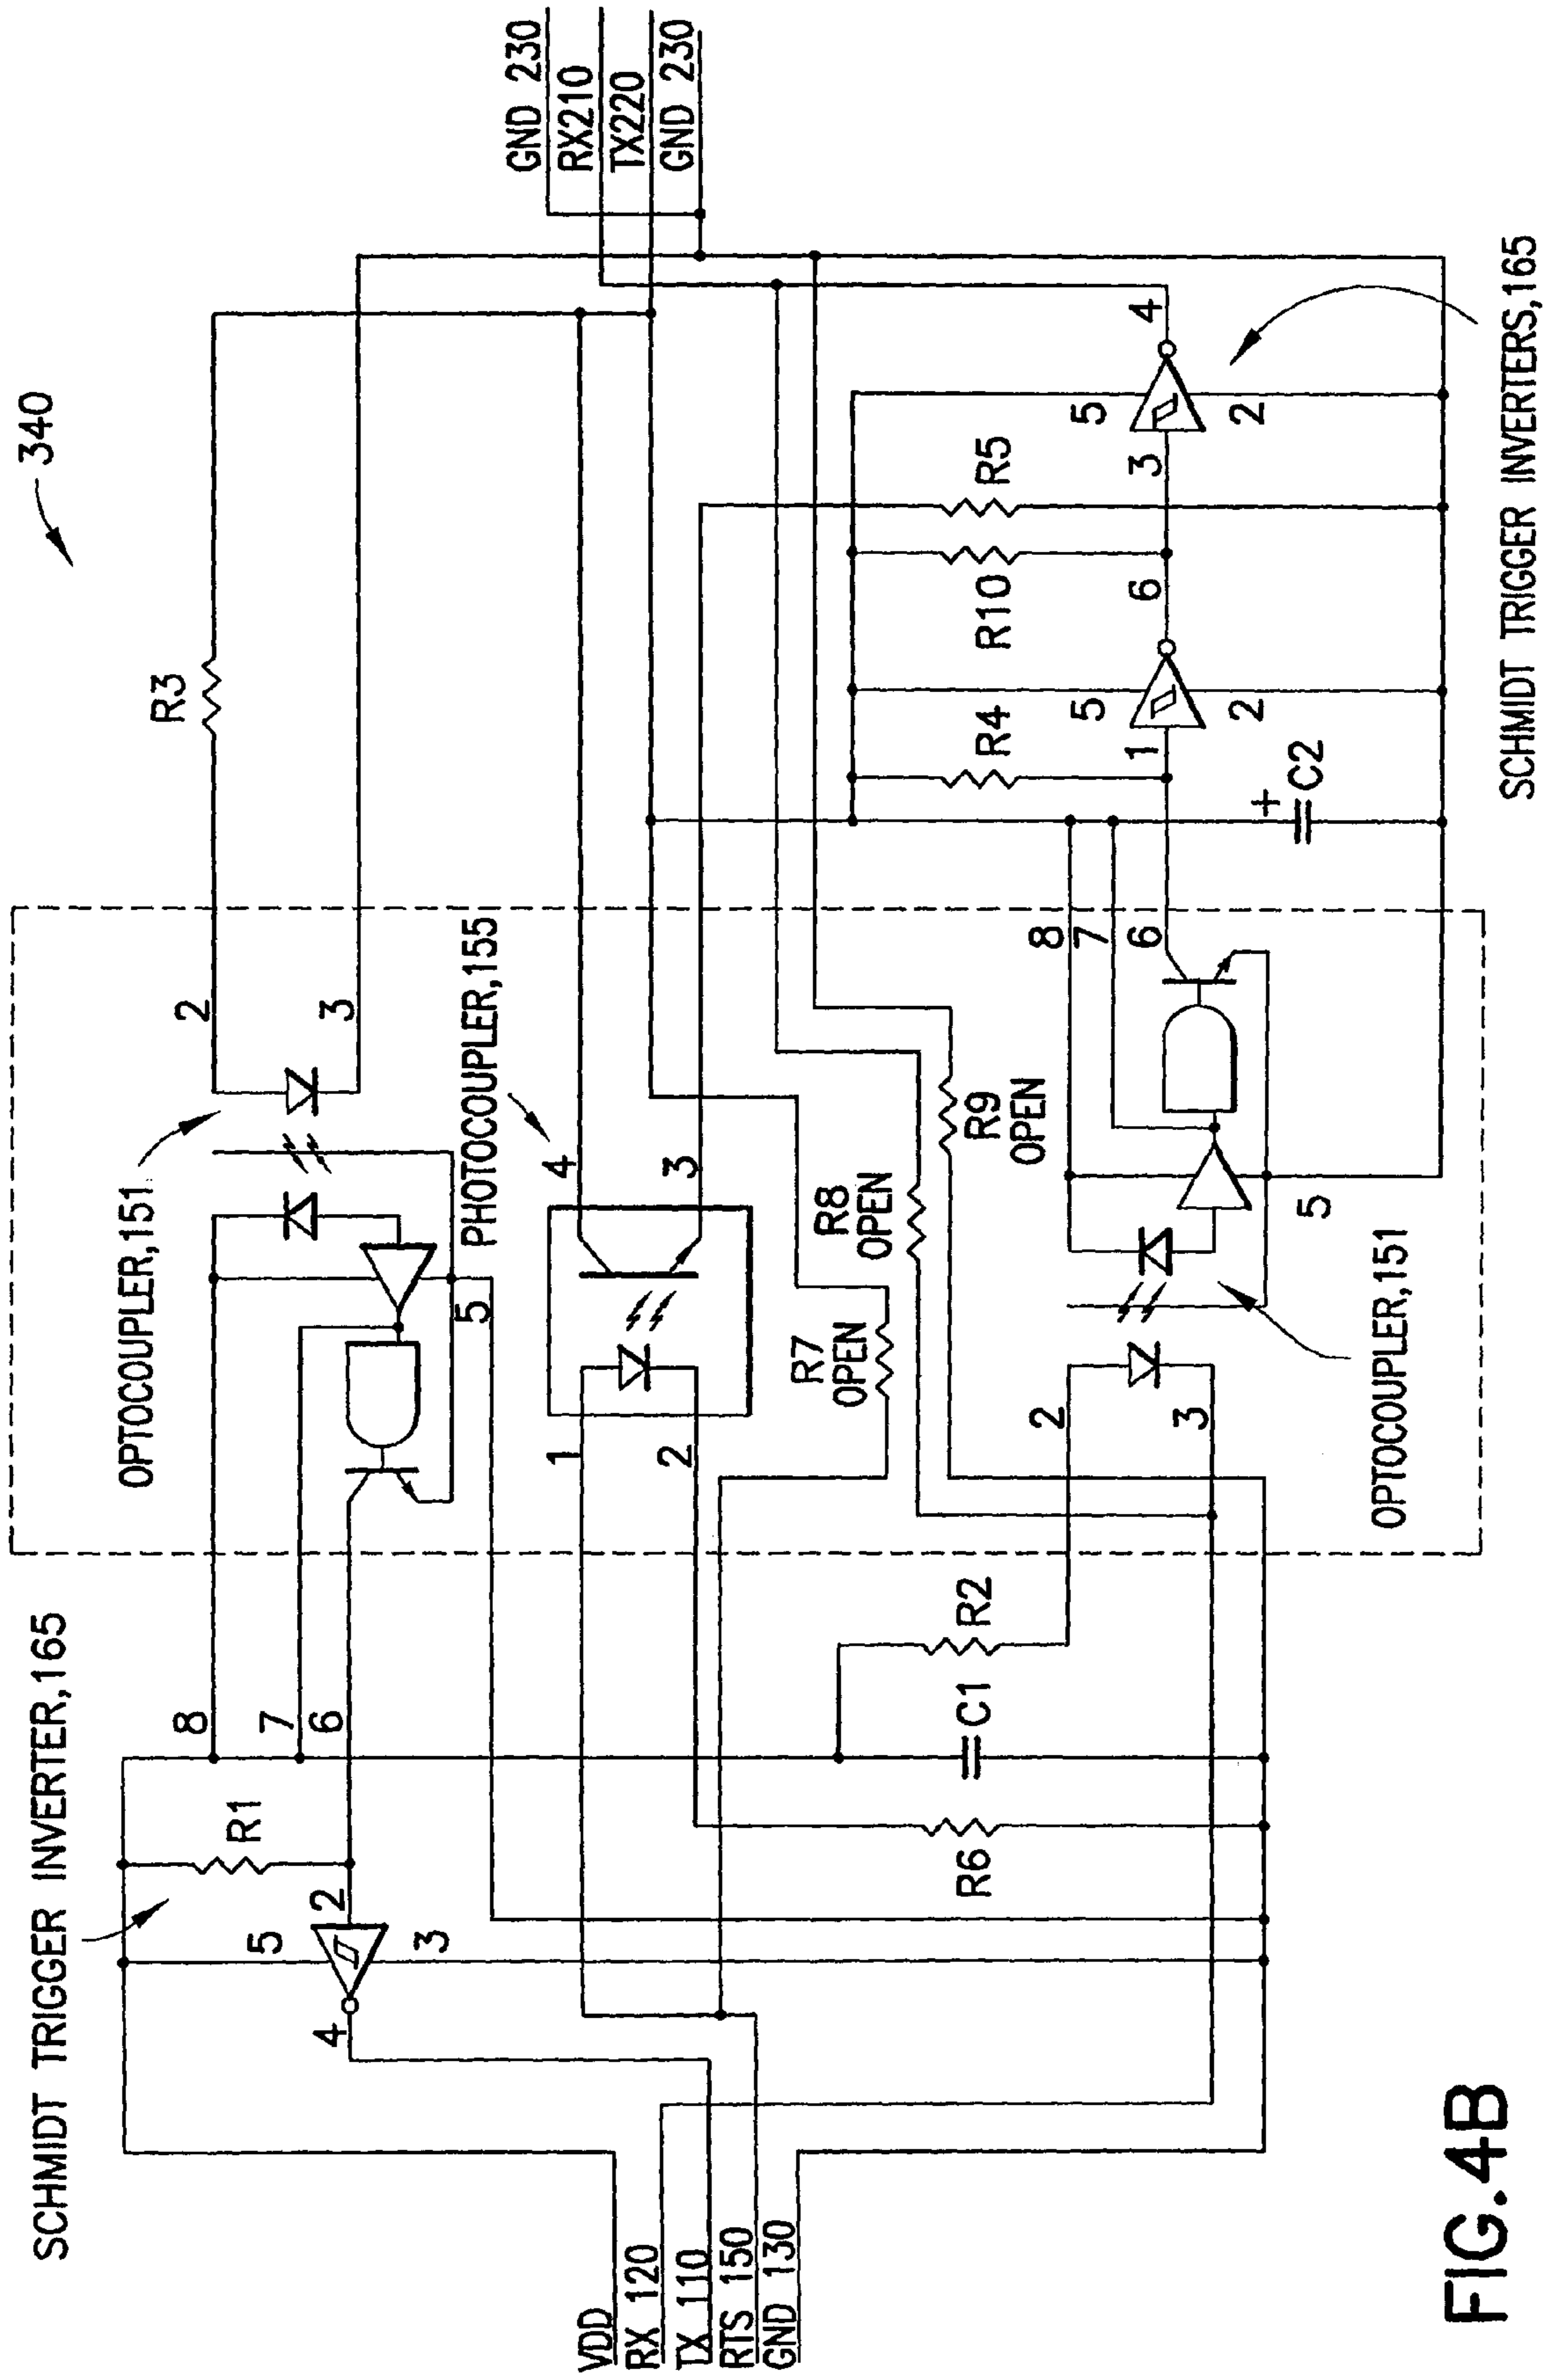 340
SCHMIDT TRIGGER INVERTER,165
OPTOCOUPLER,151
R3
2
3
8
7
6
R1
5
2
3
4
5
PHOTOCOUPLER,155
4
3
1
2
GND 230
RX210
TX220
GND 230
VDD
RX 120
TX 110
RTS 150
GND 130
R7
OPEN
R8
OPEN
R9
OPEN
R6
C1
R2
2
3
8
7
6
5
R4
R10
R5
1
5
2
6
3
5
2
4
+
C2
OPTOCOUPLER,151
SCHMIDT TRIGGER INVERTERS,165
FIG.4B